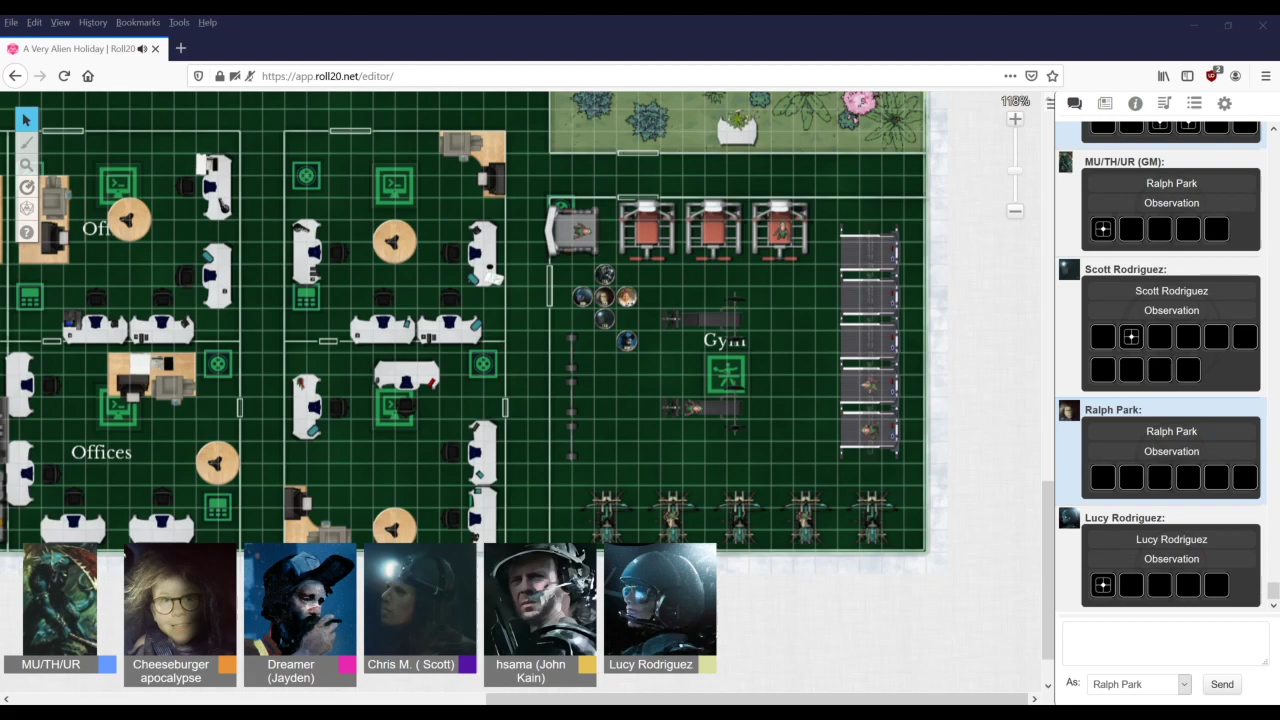 File Edit View History Bookmarks Tools Help
A Very Alien Holiday | Roll20
https://app.roll20.net/editor/
2
118%
Off
Gym
Offices
MU/TH/UR (GM):
Ralph Park
Observation
Scott Rodriguez:
Scott Rodriguez
Observation
Ralph Park:
Ralph Park
Observation
Lucy Rodriguez:
Lucy Rodriguez
Observation
MU/TH/UR
Cheeseburger
apocalypse
Dreamer
(Jayden)
Chris M. ( Scott)
hsama (John
Kain)
Lucy Rodriguez
As:
Ralph Park
Send